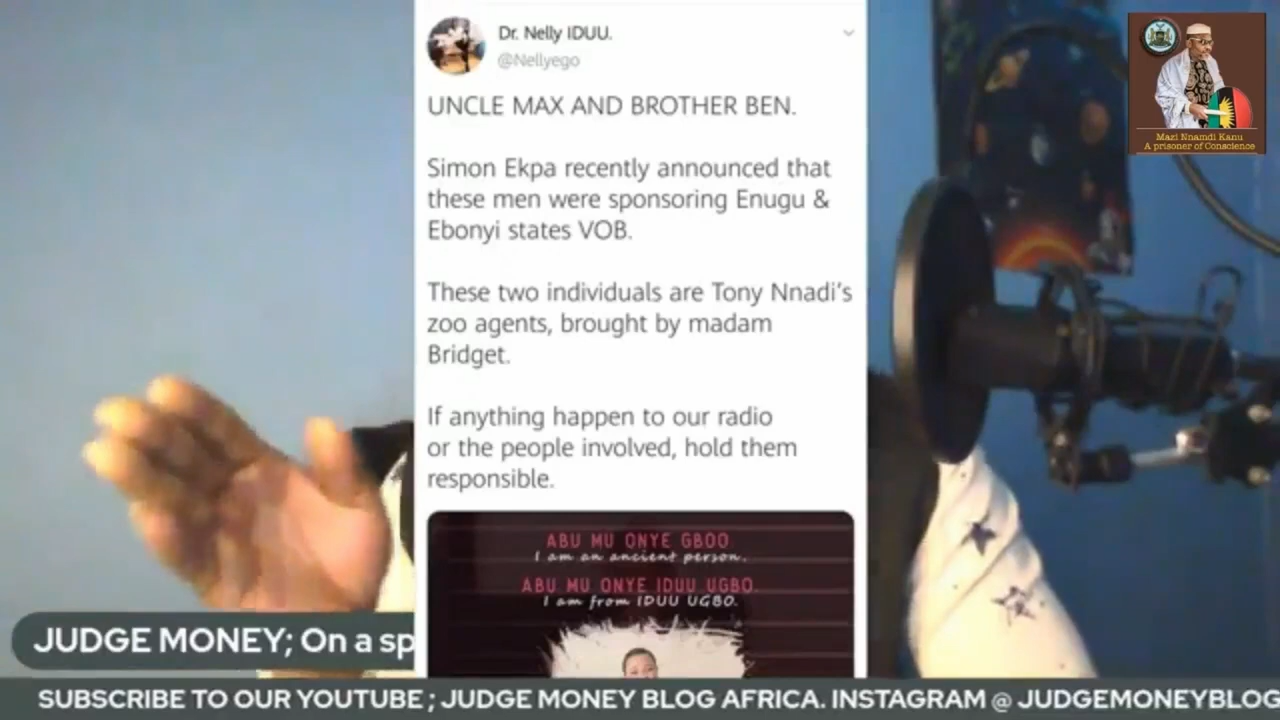 Dr. Nelly IDUU.
@Nellyego
UNCLE MAX AND BROTHER BEN.
Simon Ekpa recently announced that
these men were sponsoring Enugu &
Ebonyi states VOB.
These two individuals are Tony Nnadi's
zoo agents, brought by madam
Bridget.
If anything happen to our radio
or the people involved, hold them
responsible.
ABU MU ONYE GBOO
I am an ancient person.
ABU MU ONYE IDUU UGBO.
I am from IDUU UGBO.
Mazi Nnamdi Kanu
A prisoner of Conscience
JUDGE MONEY; On a sp
SUBSCRIBE TO OUR YOUTUBE ; JUDGE MONEY BLOG AFRICA. INSTAGRAM @ JUDGEMONEYBLOG